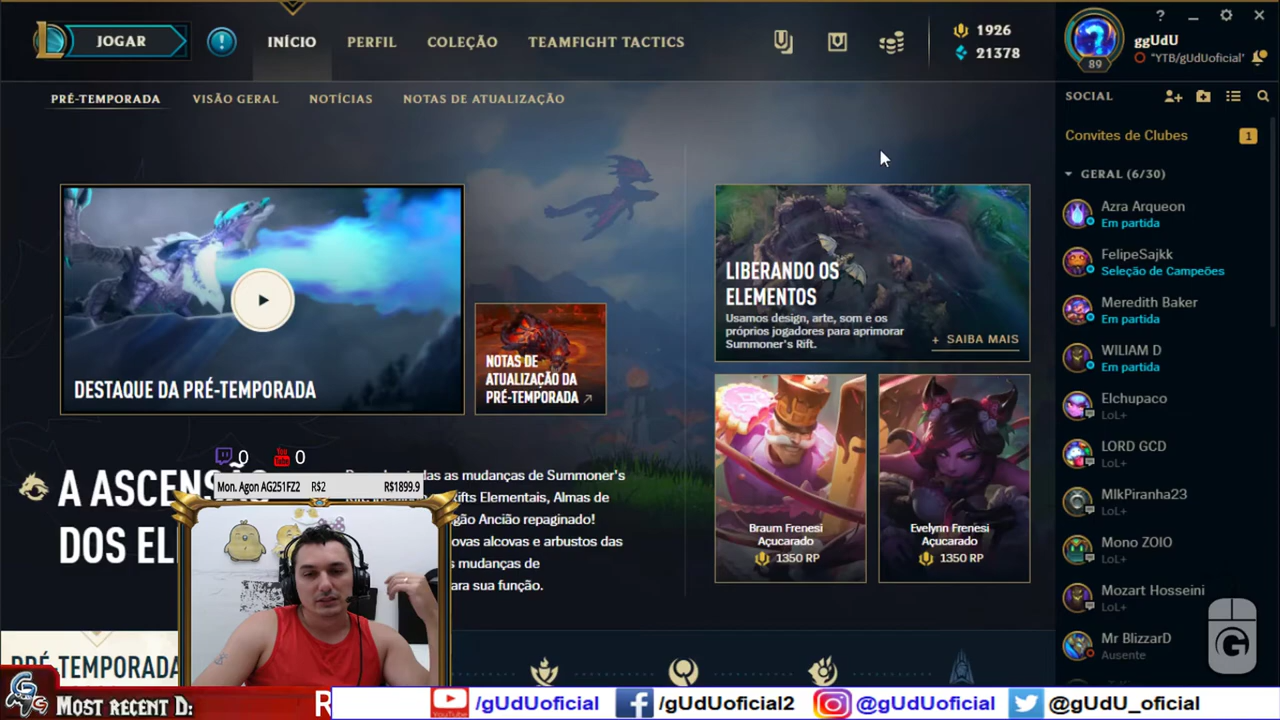 JOGAR
INÍCIO
PERFIL
COLEÇÃO
TEAMFIGHT TACTICS
1926
21378
89
?
ggUdU
"YTB/gUdUoficial"
PRÉ-TEMPORADA
VISÃO GERAL
NOTÍCIAS
NOTAS DE ATUALIZAÇÃO
DESTAQUE DA PRÉ-TEMPORADA
NOTAS DE
ATUALIZAÇÃO DA
PRÉ-TEMPORADA
LIBERANDO OS
ELEMENTOS
Usamos design, arte, som e os
próprios jogadores para aprimorar
Summoner's Rift.
+ SAIBA MAIS
Braum Frenesi
Açucarado
1350 RP
Evelynn Frenesi
Açucarado
1350 RP
A ASCENSÃO
DOS EL
as mudanças de Summoner's
Rifts Elementais, Almas de
gão Ancião repaginado!
ovas alcovas e arbustos das
s mudanças de
ara sua função.
0
You Tube
0
Mon. Agon AG251FZ2 R$2 R$1899.9
PRÉ-TEMPORADA
SOCIAL
Convites de Clubes
1
GERAL (6/30)
Azra Arqueon
Em partida
FelipeSajkk
Seleção de Campeões
Meredith Baker
Em partida
WILIAM D
Em partida
Elchupaco
LoL+
LORD GCD
LoL+
MlkPiranha23
LoL+
Mono ZOIO
LoL+
Mozart Hosseini
LoL+
Mr BlizzarD
Ausente
G
MOST RECENT D:
R
YouTube
/gUdUoficial
/gUdUoficial2
@gUdUoficial
@gUdU_oficial